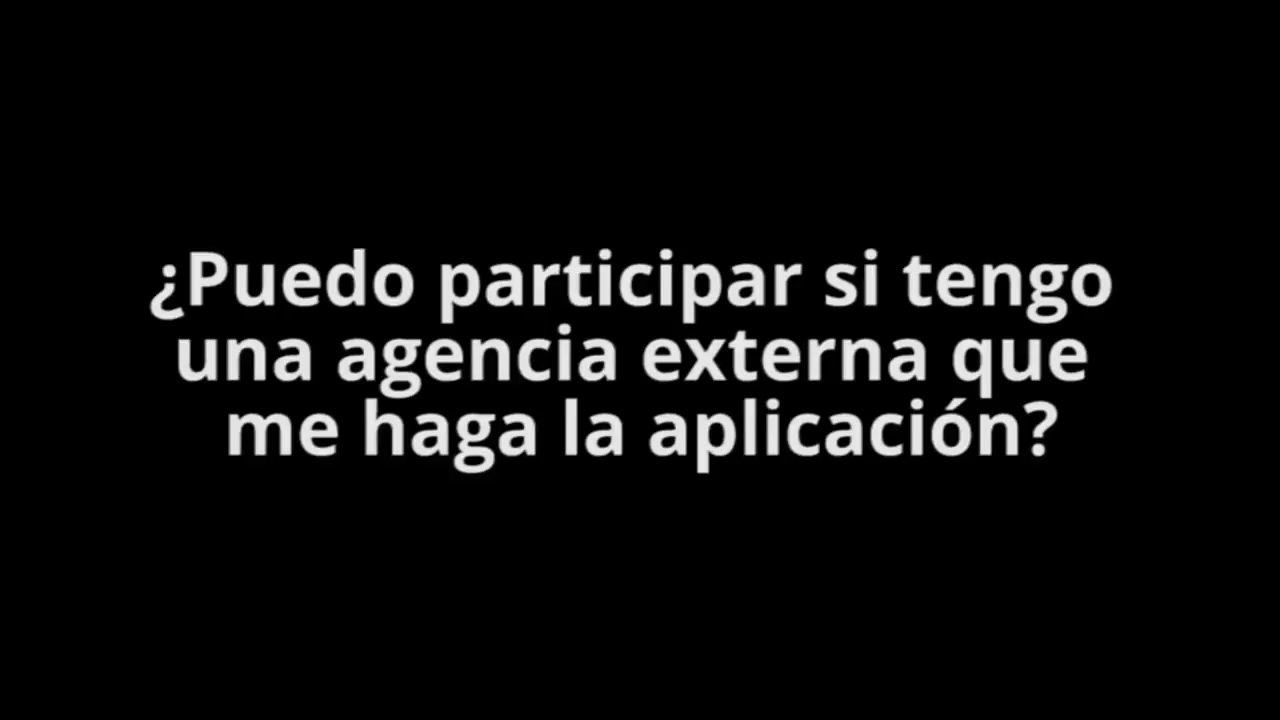 ¿Puedo participar si tengo
una agencia externa que
me haga la aplicación?